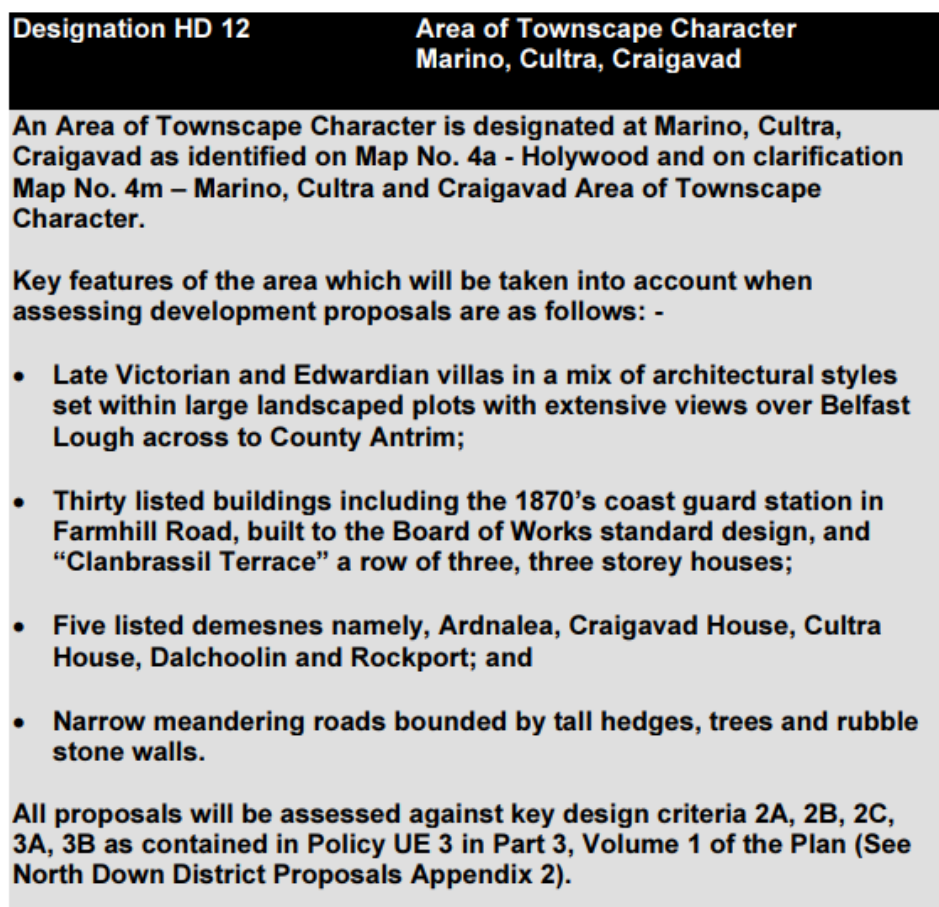 Designation HD 12 Area of Townscape Character
Marino, Cultra, Craigavad
An Area of Townscape Character is designated at Marino, Cultra,
Craigavad as identified on Map No. 4a - Holywood and on clarification
Map No. 4m – Marino, Cultra and Craigavad Area of Townscape
Character.
Key features of the area which will be taken into account when
assessing development proposals are as follows: -
• Late Victorian and Edwardian villas in a mix of architectural styles
set within large landscaped plots with extensive views over Belfast
Lough across to County Antrim;
• Thirty listed buildings including the 1870’s coast guard station in
Farmhill Road, built to the Board of Works standard design, and
“Clanbrassil Terrace” a row of three, three storey houses;
• Five listed demesnes namely, Ardnalea, Craigavad House, Cultra
House, Dalchoolin and Rockport; and
• Narrow meandering roads bounded by tall hedges, trees and rubble
stone walls.
All proposals will be assessed against key design criteria 2A, 2B, 2C,
3A, 3B as contained in Policy UE 3 in Part 3, Volume 1 of the Plan (See
North Down District Proposals Appendix 2).